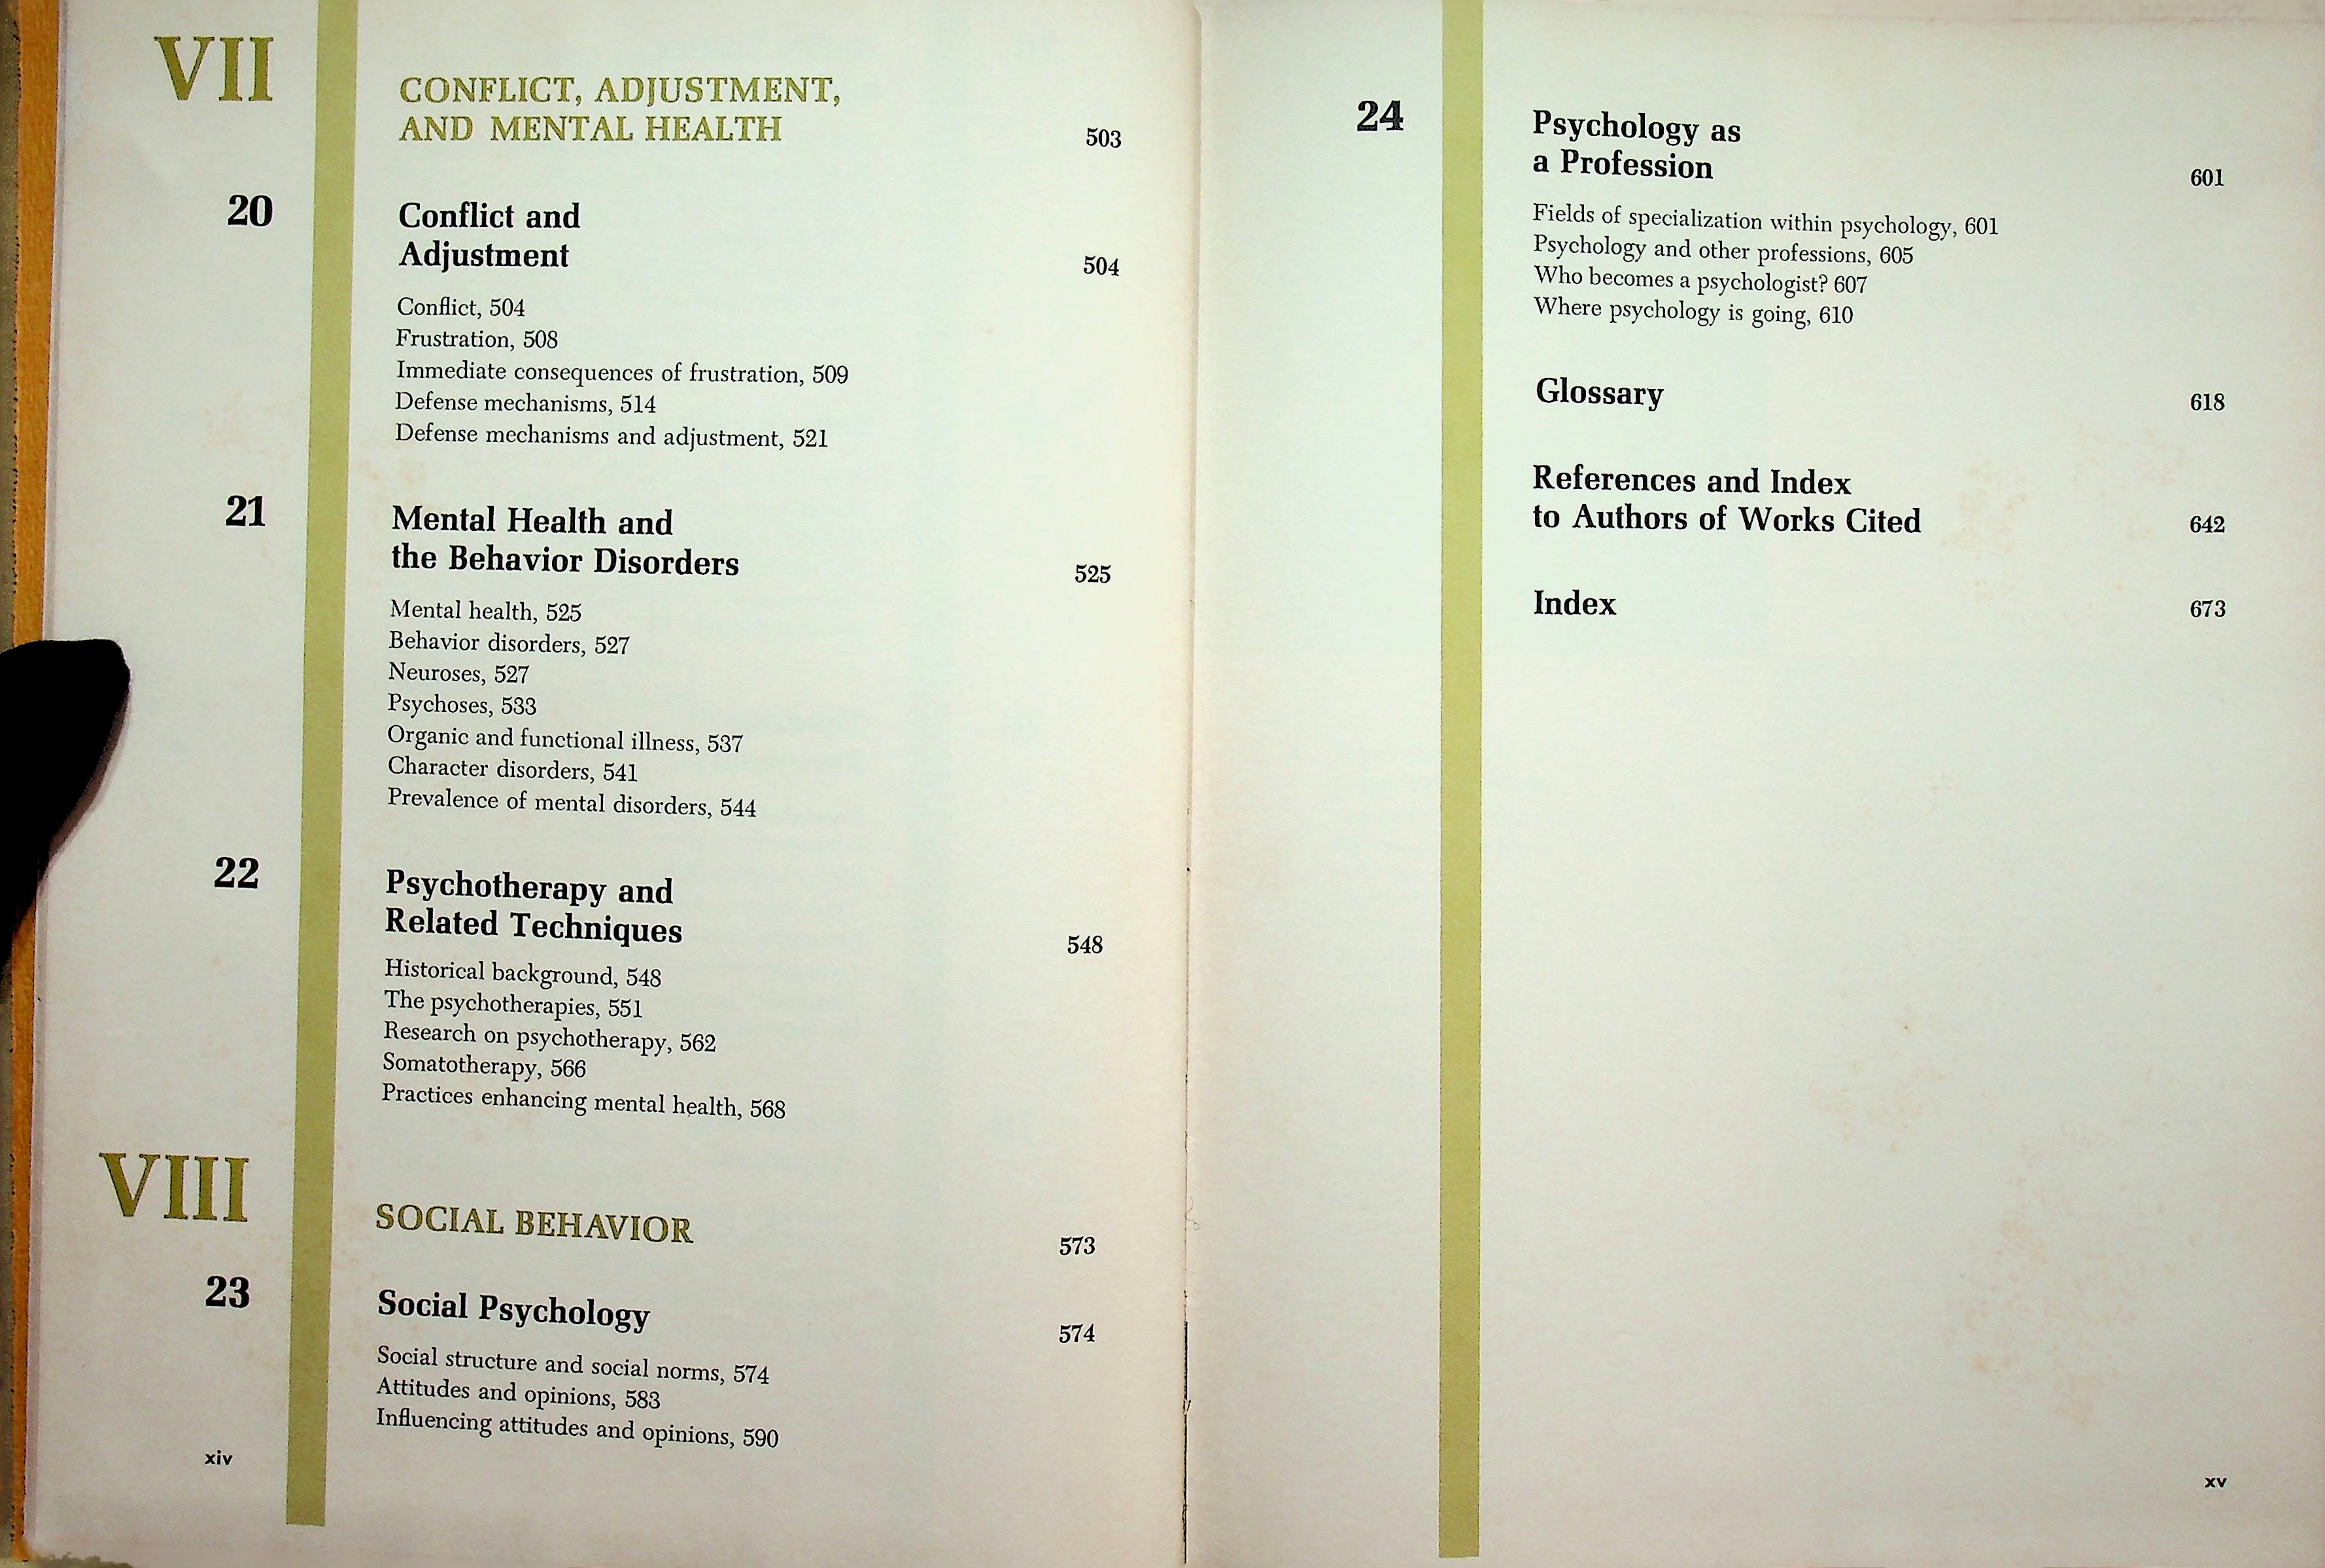 VII
CONFLICT, ADJUSTMENT,
AND MENTAL HEALTH 503
20 Conflict and
Adjustment 504
Conflict, 504
Frustration, 508
Immediate consequences of frustration, 509
Defense mechanisms, 514
Defense mechanisms and adjustment, 521
21 Mental Health and
the Behavior Disorders 525
Mental health, 525
Behavior disorders, 527
Neuroses, 527
Psychoses, 533
Organic and functional illness, 537
Character disorders, 541
Prevalence of mental disorders, 544
22 Psychotherapy and
Related Techniques 548
Historical background, 548
The psychotherapies, 551
Research on psychotherapy, 562
Somatotherapy, 566
Practices enhancing mental health, 568
VIII
SOCIAL BEHAVIOR 573
23 Social Psychology 574
Social structure and social norms, 574
Attitudes and opinions, 583
Influencing attitudes and opinions, 590
xiv
24 Psychology as
a Profession 601
Fields of specialization within psychology, 601
Psychology and other professions, 605
Who becomes a psychologist? 607
Where psychology is going, 610
Glossary 618
References and Index
to Authors of Works Cited 642
Index 673
xv